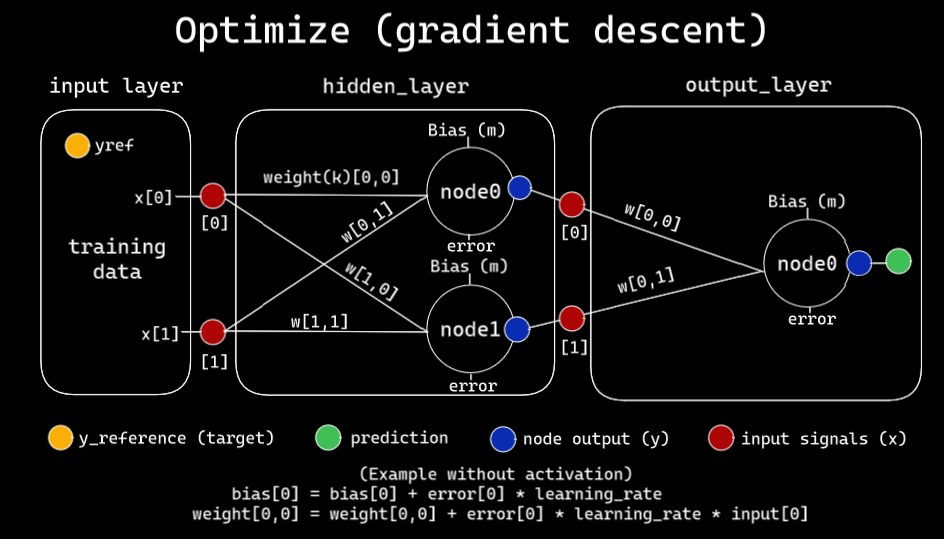 Optimize (gradient descent)
input layer
hidden_layer
output_layer
yref
x[0]
training
data
x[1]
[0]
[1]
weight(k)[0,0]
w[0,1]
w[1,0]
w[1,1]
Bias (m)
node0
error
Bias (m)
node1
error
[0]
[1]
w[0,0]
w[0,1]
Bias (m)
node0
error
y_reference (target)
prediction
node output (y)
input signals (x)
(Example without activation)
bias[0] = bias[0] + error[0] * learning_rate
weight[0,0] = weight[0,0] + error[0] * learning_rate * input[0]